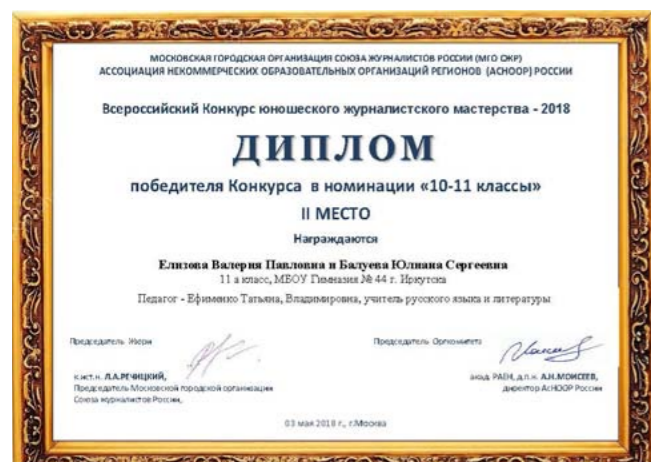 МОСКОВСКАЯ ГОРОДСКАЯ ОРГАНИЗАЦИЯ СОЮЗА ЖУРНАЛИСТОВ РОССИИ (МГО СЖР)
АССОЦИАЦИЯ НЕКОММЕРЧЕСКИХ ОБРАЗОВАТЕЛЬНЫХ ОРГАНИЗАЦИЙ РЕГИОНОВ (АСНООР) РОССИИ
Всероссийский Конкурс юношеского журналистского мастерства - 2018
ДИПЛОМ
победителя Конкурса в номинации «10-11 классы»
II МЕСТО
Награждаются
Елизова Валерия Павловна и Балуева Юлиана Сергеевна
11 а класс, МБОУ Гимназия № 44 г. Иркутска
Педагог - Ефименко Татьяна, Владимировна, учитель русского языка и литературы
Председатель Жюри
Председатель Оргкомитета
к.ист.н. Л.А.РЕЧИЦКИЙ,
Председатель Московской городской организации
Союза журналистов России,
акад. РАЕН, д.п.н. А.Н.МОИСЕЕВ,
директор АсНООР России
03 мая 2018 г., г.Москва